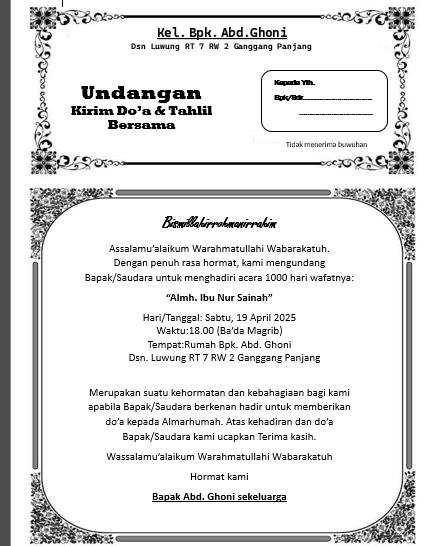 Kel. Bpk. Abd.Ghoni
Dsn Luwung RT 7 RW 2 Ganggang Panjang
Undangan
Kirim Do’a & Tahlil
Bersama
Kepada Yth.
Bpk/Sdr..............................
..............................
Tidak menerima buwuhan
Bismillahirrohmanirrahim
Assalamu’alaikum Warahmatullahi Wabarakatuh.
Dengan penuh rasa hormat, kami mengundang
Bapak/Saudara untuk menghadiri acara 1000 hari wafatnya:
“Almh. Ibu Nur Sainah”
Hari/Tanggal: Sabtu, 19 April 2025
Waktu:18.00 (Ba’da Magrib)
Tempat:Rumah Bpk. Abd. Ghoni
Dsn. Luwung RT 7 RW 2 Ganggang Panjang
Merupakan suatu kehormatan dan kebahagiaan bagi kami
apabila Bapak/Saudara berkenan hadir untuk memberikan
do’a kepada Almarhumah. Atas kehadiran dan do’a
Bapak/Saudara kami ucapkan Terima kasih.
Wassalamu’alaikum Warahmatullahi Wabarakatuh
Hormat kami
Bapak Abd. Ghoni sekeluarga